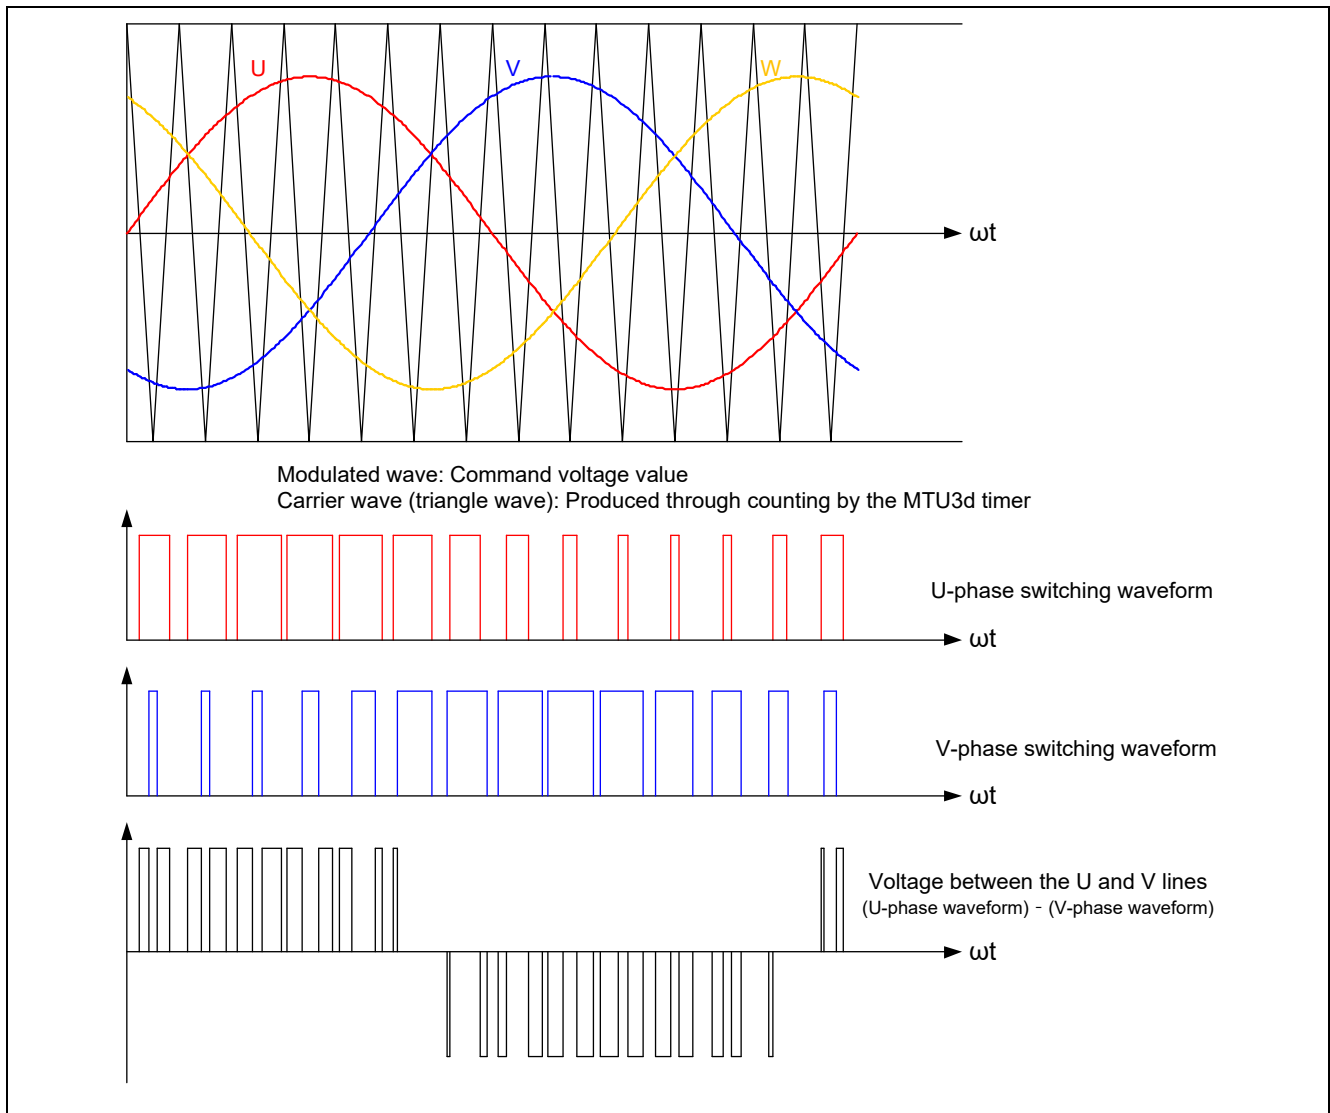 U
V
W
ωt
Modulated wave: Command voltage value
Carrier wave (triangle wave): Produced through counting by the MTU3d timer
U-phase switching waveform
ωt
V-phase switching waveform
ωt
Voltage between the U and V lines
(U-phase waveform) - (V-phase waveform)
ωt